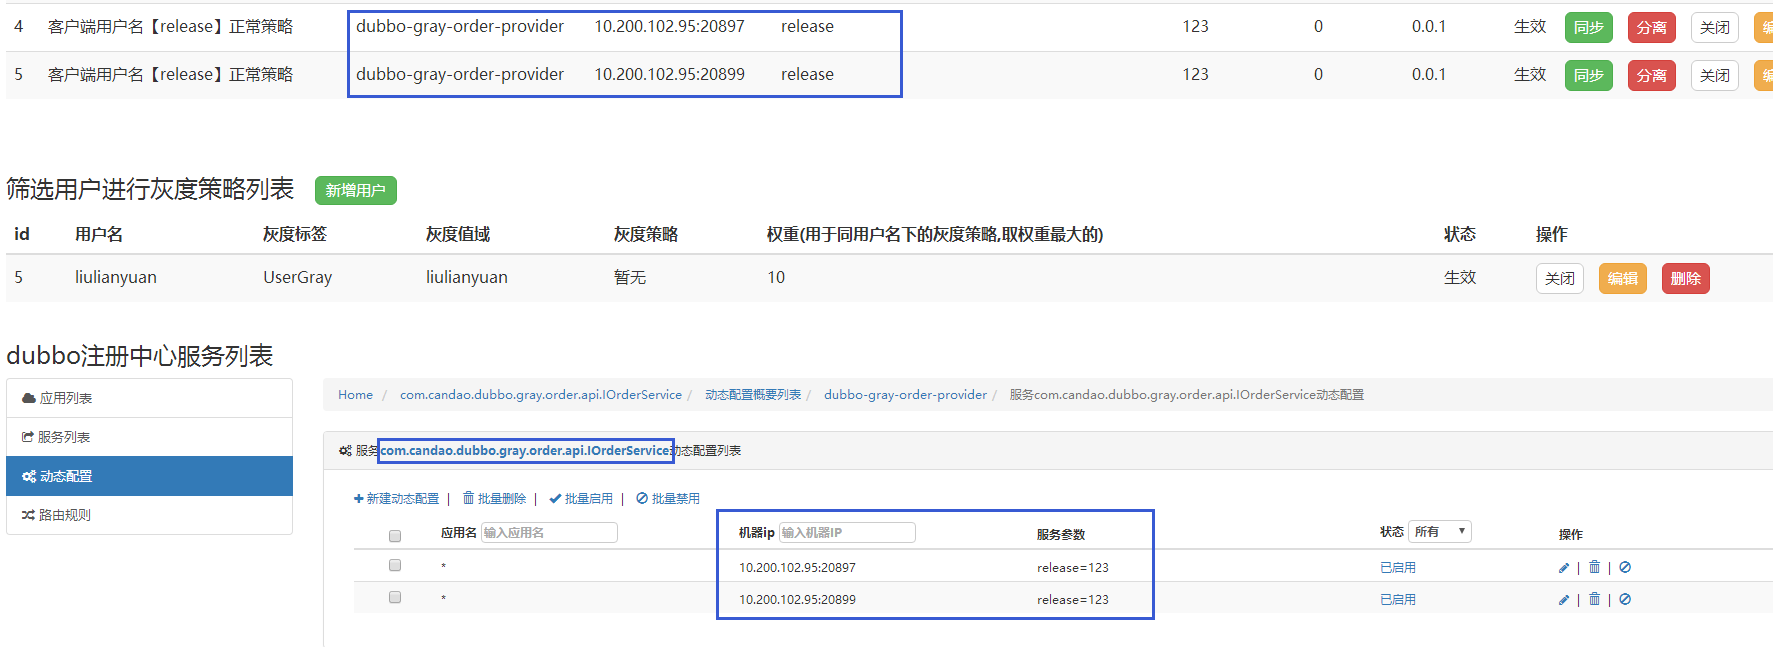 4 客户端用户名【release】正常策略 dubbo-gray-order-provider 10.200.102.95:20897 release 123 0 0.0.1 生效 同步 分离 关闭
5 客户端用户名【release】正常策略 dubbo-gray-order-provider 10.200.102.95:20899 release 123 0 0.0.1 生效 同步 分离 关闭
筛选用户进行灰度策略列表 新增用户
id 用户名 灰度标签 灰度值域 灰度策略 权重(用于同用户名下的灰度策略,取权重最大的) 状态 操作
5 liulianyuan UserGray liulianyuan 暂无 10 生效 关闭 编辑 删除
dubbo注册中心服务列表
应用列表
服务列表
动态配置
路由规则
Home / com.candao.dubbo.gray.order.api.IOrderService / 动态配置概要列表 / dubbo-gray-order-provider / 服务com.candao.dubbo.gray.order.api.IOrderService动态配置
服务com.candao.dubbo.gray.order.api.IOrderService动态配置列表
新建动态配置 | 批量删除 | 批量启用 | 批量禁用
应用名 输入应用名 机器ip 输入机器IP 服务参数 状态 所有 操作
* 10.200.102.95:20897 release=123 已启用 | |
* 10.200.102.95:20899 release=123 已启用 | |